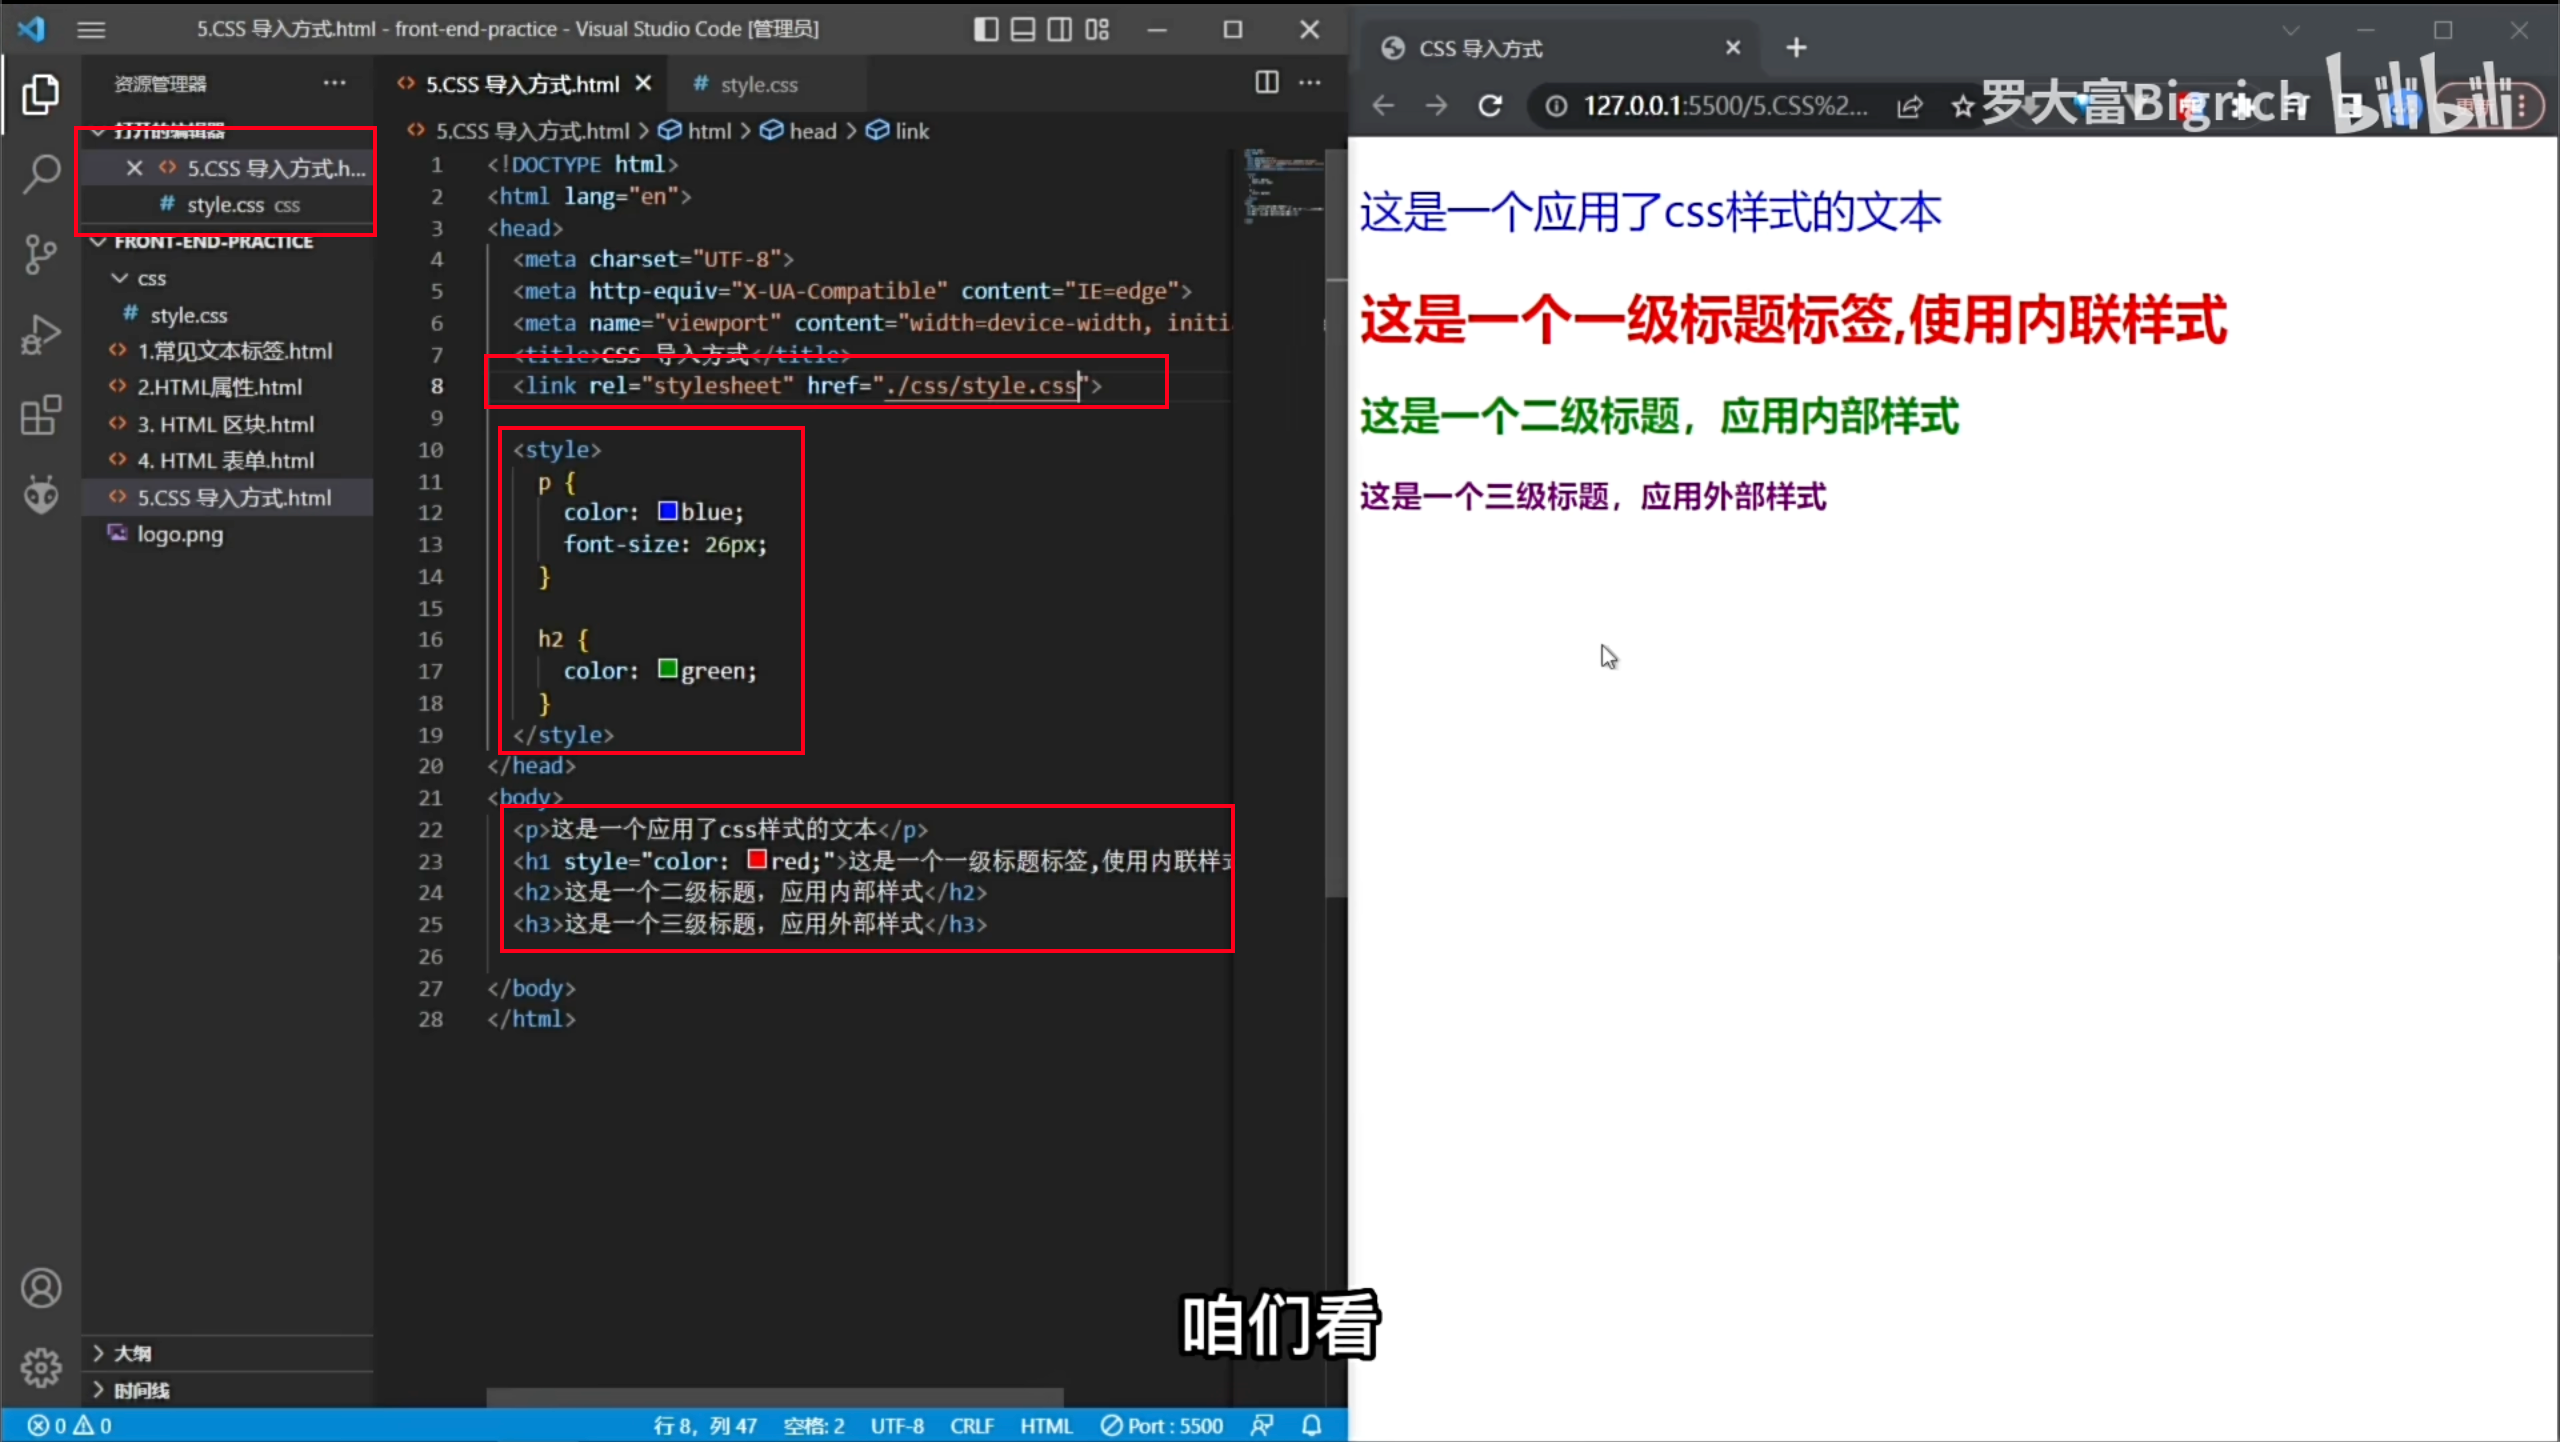 5.CSS 导入方式.html - front-end-practice - Visual Studio Code [管理员]
资源管理器
打开的编辑器
5.CSS 导入方式.h...
style.css css
FRONT-END-PRACTICE
css
style.css
1.常见文本标签.html
2.HTML属性.html
3. HTML 区块.html
4. HTML 表单.html
5.CSS 导入方式.html
logo.png
大纲
时间线
5.CSS 导入方式.html
# style.css
5.CSS 导入方式.html > html > head > link
1 <!DOCTYPE html>
2 <html lang="en">
3 <head>
4 <meta charset="UTF-8">
5 <meta http-equiv="X-UA-Compatible" content="IE=edge">
6 <meta name="viewport" content="width=device-width, initi
7 <title>CSS 导入方式</title>
8 <link rel="stylesheet" href="./css/style.css">
9
10 <style>
11 p {
12 color: blue;
13 font-size: 26px;
14 }
15
16 h2 {
17 color: green;
18 }
19 </style>
20 </head>
21 <body>
22 <p>这是一个应用了css样式的文本</p>
23 <h1 style="color: red;">这是一个一级标题标签,使用内联样式
24 <h2>这是一个二级标题，应用内部样式</h2>
25 <h3>这是一个三级标题，应用外部样式</h3>
26
27 </body>
28 </html>
0 0
行 8，列 47 空格: 2 UTF-8 CRLF HTML Port : 5500
CSS 导入方式
127.0.0.1:5500/5.CSS%2...
罗大富Bigrich bilibili
这是一个应用了css样式的文本
这是一个一级标题标签,使用内联样式
这是一个二级标题，应用内部样式
这是一个三级标题，应用外部样式
咱们看